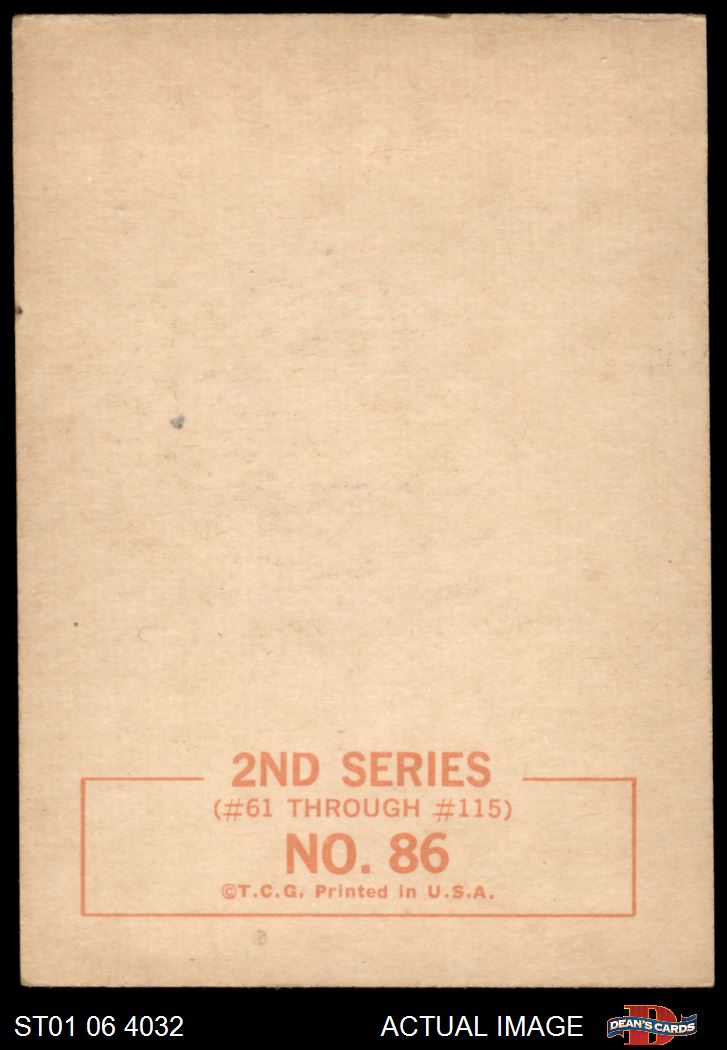 2ND SERIES
(#61 THROUGH #115)
NO. 86
©T.C.G. Printed in U.S.A.
ST01 06 4032
ACTUAL IMAGE
D
DEAN'S CARDS